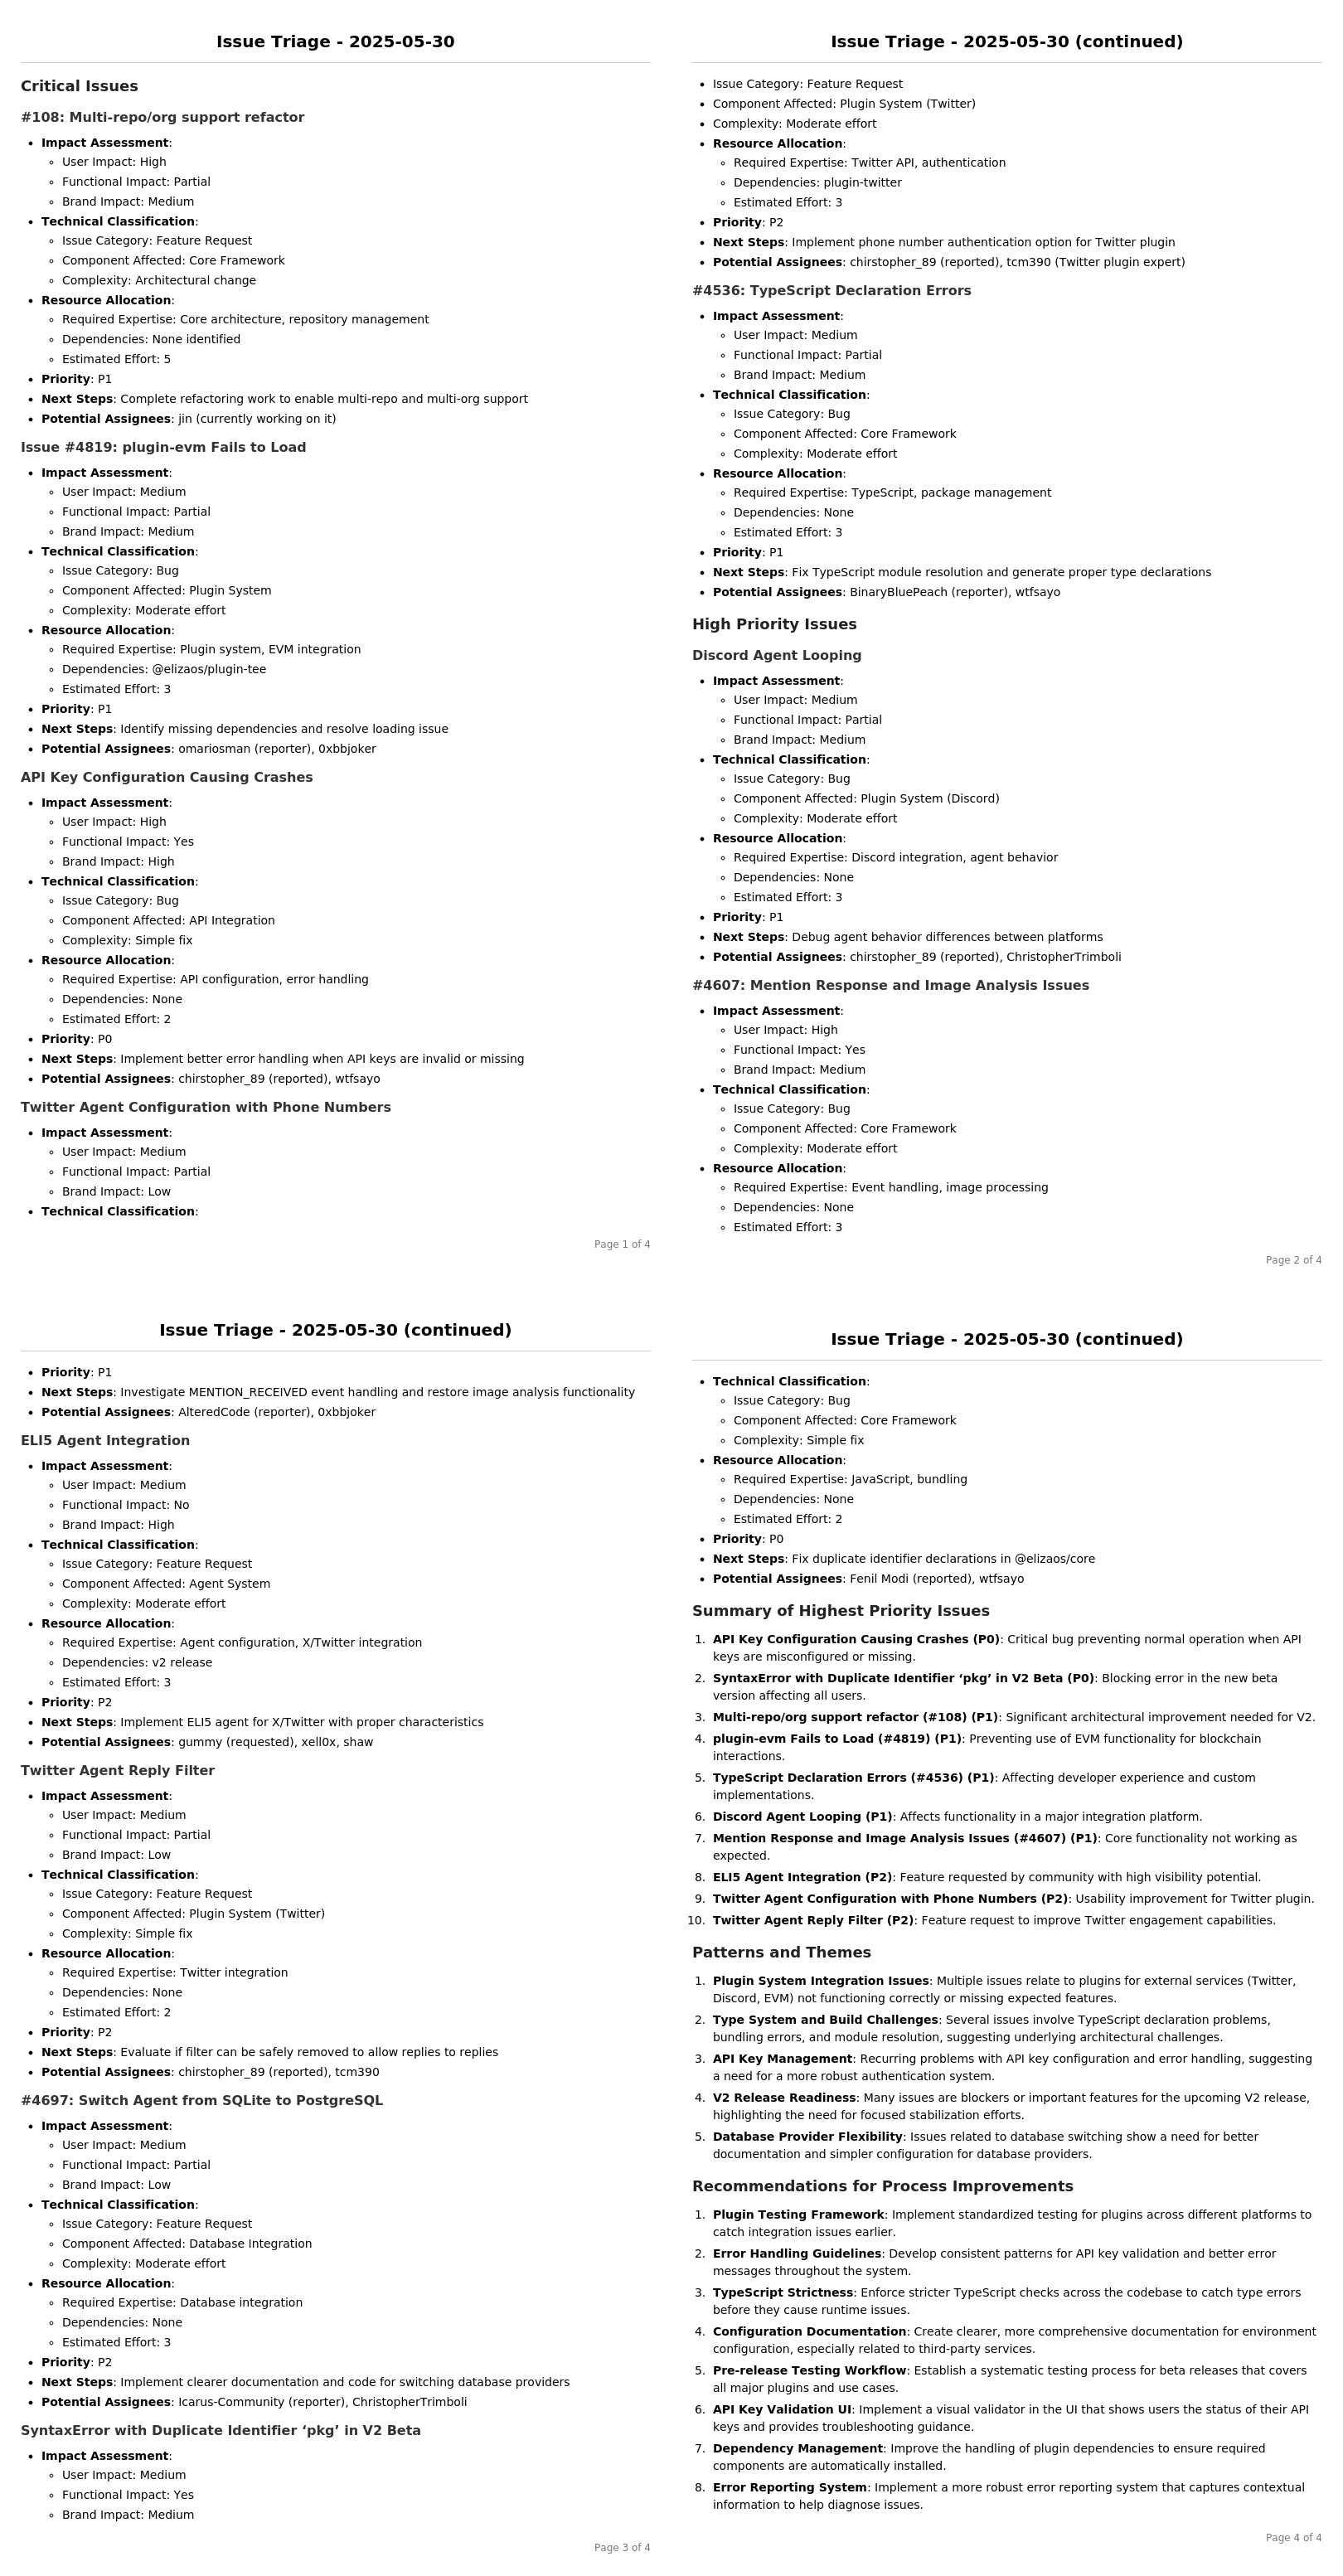 Issue Triage - 2025-05-30
Critical Issues
#108: Multi-repo/org support refactor
• Impact Assessment:
◦ User Impact: High
◦ Functional Impact: Partial
◦ Brand Impact: Medium
• Technical Classification:
◦ Issue Category: Feature Request
◦ Component Affected: Core Framework
◦ Complexity: Architectural change
• Resource Allocation:
◦ Required Expertise: Core architecture, repository management
◦ Dependencies: None identified
◦ Estimated Effort: 5
• Priority: P1
• Next Steps: Complete refactoring work to enable multi-repo and multi-org support
• Potential Assignees: jin (currently working on it)
Issue #4819: plugin-evm Fails to Load
• Impact Assessment:
◦ User Impact: Medium
◦ Functional Impact: Partial
◦ Brand Impact: Medium
• Technical Classification:
◦ Issue Category: Bug
◦ Component Affected: Plugin System
◦ Complexity: Moderate effort
• Resource Allocation:
◦ Required Expertise: Plugin system, EVM integration
◦ Dependencies: @elizaos/plugin-tee
◦ Estimated Effort: 3
• Priority: P1
• Next Steps: Identify missing dependencies and resolve loading issue
• Potential Assignees: omariosman (reporter), 0xbbjoker
API Key Configuration Causing Crashes
• Impact Assessment:
◦ User Impact: High
◦ Functional Impact: Yes
◦ Brand Impact: High
• Technical Classification:
◦ Issue Category: Bug
◦ Component Affected: API Integration
◦ Complexity: Simple fix
• Resource Allocation:
◦ Required Expertise: API configuration, error handling
◦ Dependencies: None
◦ Estimated Effort: 2
• Priority: P0
• Next Steps: Implement better error handling when API keys are invalid or missing
• Potential Assignees: chirstopher_89 (reported), wtfsayo
Twitter Agent Configuration with Phone Numbers
• Impact Assessment:
◦ User Impact: Medium
◦ Functional Impact: Partial
◦ Brand Impact: Low
• Technical Classification:
Page 1 of 4
Issue Triage - 2025-05-30 (continued)
• Issue Category: Feature Request
• Component Affected: Plugin System (Twitter)
• Complexity: Moderate effort
• Resource Allocation:
◦ Required Expertise: Twitter API, authentication
◦ Dependencies: plugin-twitter
◦ Estimated Effort: 3
• Priority: P2
• Next Steps: Implement phone number authentication option for Twitter plugin
• Potential Assignees: chirstopher_89 (reported), tcm390 (Twitter plugin expert)
#4536: TypeScript Declaration Errors
• Impact Assessment:
◦ User Impact: Medium
◦ Functional Impact: Partial
◦ Brand Impact: Medium
• Technical Classification:
◦ Issue Category: Bug
◦ Component Affected: Core Framework
◦ Complexity: Moderate effort
• Resource Allocation:
◦ Required Expertise: TypeScript, package management
◦ Dependencies: None
◦ Estimated Effort: 3
• Priority: P1
• Next Steps: Fix TypeScript module resolution and generate proper type declarations
• Potential Assignees: BinaryBluePeach (reporter), wtfsayo
High Priority Issues
Discord Agent Looping
• Impact Assessment:
◦ User Impact: Medium
◦ Functional Impact: Partial
◦ Brand Impact: Medium
• Technical Classification:
◦ Issue Category: Bug
◦ Component Affected: Plugin System (Discord)
◦ Complexity: Moderate effort
• Resource Allocation:
◦ Required Expertise: Discord integration, agent behavior
◦ Dependencies: None
◦ Estimated Effort: 3
• Priority: P1
• Next Steps: Debug agent behavior differences between platforms
• Potential Assignees: chirstopher_89 (reported), ChristopherTrimboli
#4607: Mention Response and Image Analysis Issues
• Impact Assessment:
◦ User Impact: High
◦ Functional Impact: Yes
◦ Brand Impact: Medium
• Technical Classification:
◦ Issue Category: Bug
◦ Component Affected: Core Framework
◦ Complexity: Moderate effort
• Resource Allocation:
◦ Required Expertise: Event handling, image processing
◦ Dependencies: None
◦ Estimated Effort: 3
Page 2 of 4
Issue Triage - 2025-05-30 (continued)
• Priority: P1
• Next Steps: Investigate MENTION_RECEIVED event handling and restore image analysis functionality
• Potential Assignees: AlteredCode (reporter), 0xbbjoker
ELI5 Agent Integration
• Impact Assessment:
◦ User Impact: Medium
◦ Functional Impact: No
◦ Brand Impact: High
• Technical Classification:
◦ Issue Category: Feature Request
◦ Component Affected: Agent System
◦ Complexity: Moderate effort
• Resource Allocation:
◦ Required Expertise: Agent configuration, X/Twitter integration
◦ Dependencies: v2 release
◦ Estimated Effort: 3
• Priority: P2
• Next Steps: Implement ELI5 agent for X/Twitter with proper characteristics
• Potential Assignees: gummy (requested), xell0x, shaw
Twitter Agent Reply Filter
• Impact Assessment:
◦ User Impact: Medium
◦ Functional Impact: Partial
◦ Brand Impact: Low
• Technical Classification:
◦ Issue Category: Feature Request
◦ Component Affected: Plugin System (Twitter)
◦ Complexity: Simple fix
• Resource Allocation:
◦ Required Expertise: Twitter integration
◦ Dependencies: None
◦ Estimated Effort: 2
• Priority: P2
• Next Steps: Evaluate if filter can be safely removed to allow replies to replies
• Potential Assignees: chirstopher_89 (reported), tcm390
#4697: Switch Agent from SQLite to PostgreSQL
• Impact Assessment:
◦ User Impact: Medium
◦ Functional Impact: Partial
◦ Brand Impact: Low
• Technical Classification:
◦ Issue Category: Feature Request
◦ Component Affected: Database Integration
◦ Complexity: Moderate effort
• Resource Allocation:
◦ Required Expertise: Database integration
◦ Dependencies: None
◦ Estimated Effort: 3
• Priority: P2
• Next Steps: Implement clearer documentation and code for switching database providers
• Potential Assignees: Icarus-Community (reporter), ChristopherTrimboli
SyntaxError with Duplicate Identifier ‘pkg’ in V2 Beta
• Impact Assessment:
◦ User Impact: Medium
◦ Functional Impact: Yes
◦ Brand Impact: Medium
Page 3 of 4
Issue Triage - 2025-05-30 (continued)
• Technical Classification:
◦ Issue Category: Bug
◦ Component Affected: Core Framework
◦ Complexity: Simple fix
• Resource Allocation:
◦ Required Expertise: JavaScript, bundling
◦ Dependencies: None
◦ Estimated Effort: 2
• Priority: P0
• Next Steps: Fix duplicate identifier declarations in @elizaos/core
• Potential Assignees: Fenil Modi (reported), wtfsayo
Summary of Highest Priority Issues
1. API Key Configuration Causing Crashes (P0): Critical bug preventing normal operation when API
keys are misconfigured or missing.
2. SyntaxError with Duplicate Identifier ‘pkg’ in V2 Beta (P0): Blocking error in the new beta
version affecting all users.
3. Multi-repo/org support refactor (#108) (P1): Significant architectural improvement needed for V2.
4. plugin-evm Fails to Load (#4819) (P1): Preventing use of EVM functionality for blockchain
interactions.
5. TypeScript Declaration Errors (#4536) (P1): Affecting developer experience and custom
implementations.
6. Discord Agent Looping (P1): Affects functionality in a major integration platform.
7. Mention Response and Image Analysis Issues (#4607) (P1): Core functionality not working as
expected.
8. ELI5 Agent Integration (P2): Feature requested by community with high visibility potential.
9. Twitter Agent Configuration with Phone Numbers (P2): Usability improvement for Twitter plugin.
10. Twitter Agent Reply Filter (P2): Feature request to improve Twitter engagement capabilities.
Patterns and Themes
1. Plugin System Integration Issues: Multiple issues relate to plugins for external services (Twitter,
Discord, EVM) not functioning correctly or missing expected features.
2. Type System and Build Challenges: Several issues involve TypeScript declaration problems,
bundling errors, and module resolution, suggesting underlying architectural challenges.
3. API Key Management: Recurring problems with API key configuration and error handling, suggesting
a need for a more robust authentication system.
4. V2 Release Readiness: Many issues are blockers or important features for the upcoming V2 release,
highlighting the need for focused stabilization efforts.
5. Database Provider Flexibility: Issues related to database switching show a need for better
documentation and simpler configuration for database providers.
Recommendations for Process Improvements
1. Plugin Testing Framework: Implement standardized testing for plugins across different platforms to
catch integration issues earlier.
2. Error Handling Guidelines: Develop consistent patterns for API key validation and better error
messages throughout the system.
3. TypeScript Strictness: Enforce stricter TypeScript checks across the codebase to catch type errors
before they cause runtime issues.
4. Configuration Documentation: Create clearer, more comprehensive documentation for environment
configuration, especially related to third-party services.
5. Pre-release Testing Workflow: Establish a systematic testing process for beta releases that covers
all major plugins and use cases.
6. API Key Validation UI: Implement a visual validator in the UI that shows users the status of their API
keys and provides troubleshooting guidance.
7. Dependency Management: Improve the handling of plugin dependencies to ensure required
components are automatically installed.
8. Error Reporting System: Implement a more robust error reporting system that captures contextual
information to help diagnose issues.
Page 4 of 4